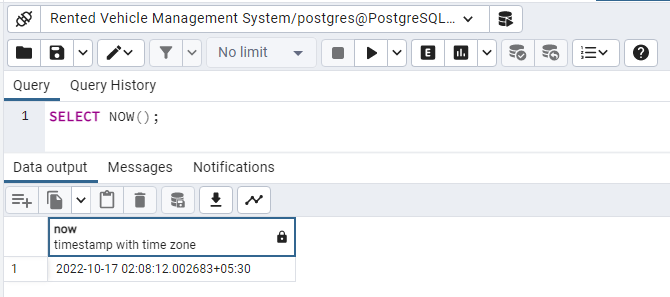 Rented Vehicle Management System/postgres@PostgreSQL...
No limit
E
Query
Query History
1
SELECT NOW();
Data output
Messages
Notifications
now
timestamp with time zone
1
2022-10-17 02:08:12.002683+05:30